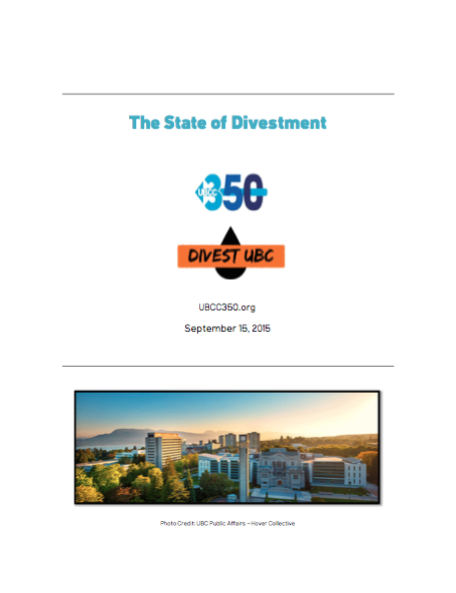 The State of Divestment
UBCC
350
DIVEST UBC
UBCC350.org
September 15, 2015
Photo Credit: UBC Public Affairs – Hover Collective